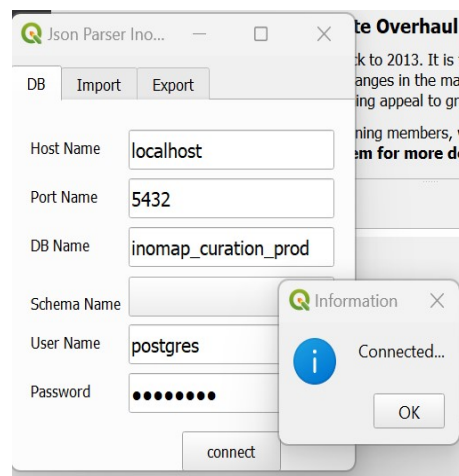 Json Parser Ino...
te Overhaul
k to 2013. It is
DB
Import
Export
anges in the ma
ing appeal to gr
Host Name
localhost
ning members,
em for more de
Port Name
5432
DB Name
inomap_curation_prod
Schema Name
Information
User Name
postgres
Connected...
Password
●●●●●●●●
OK
connect